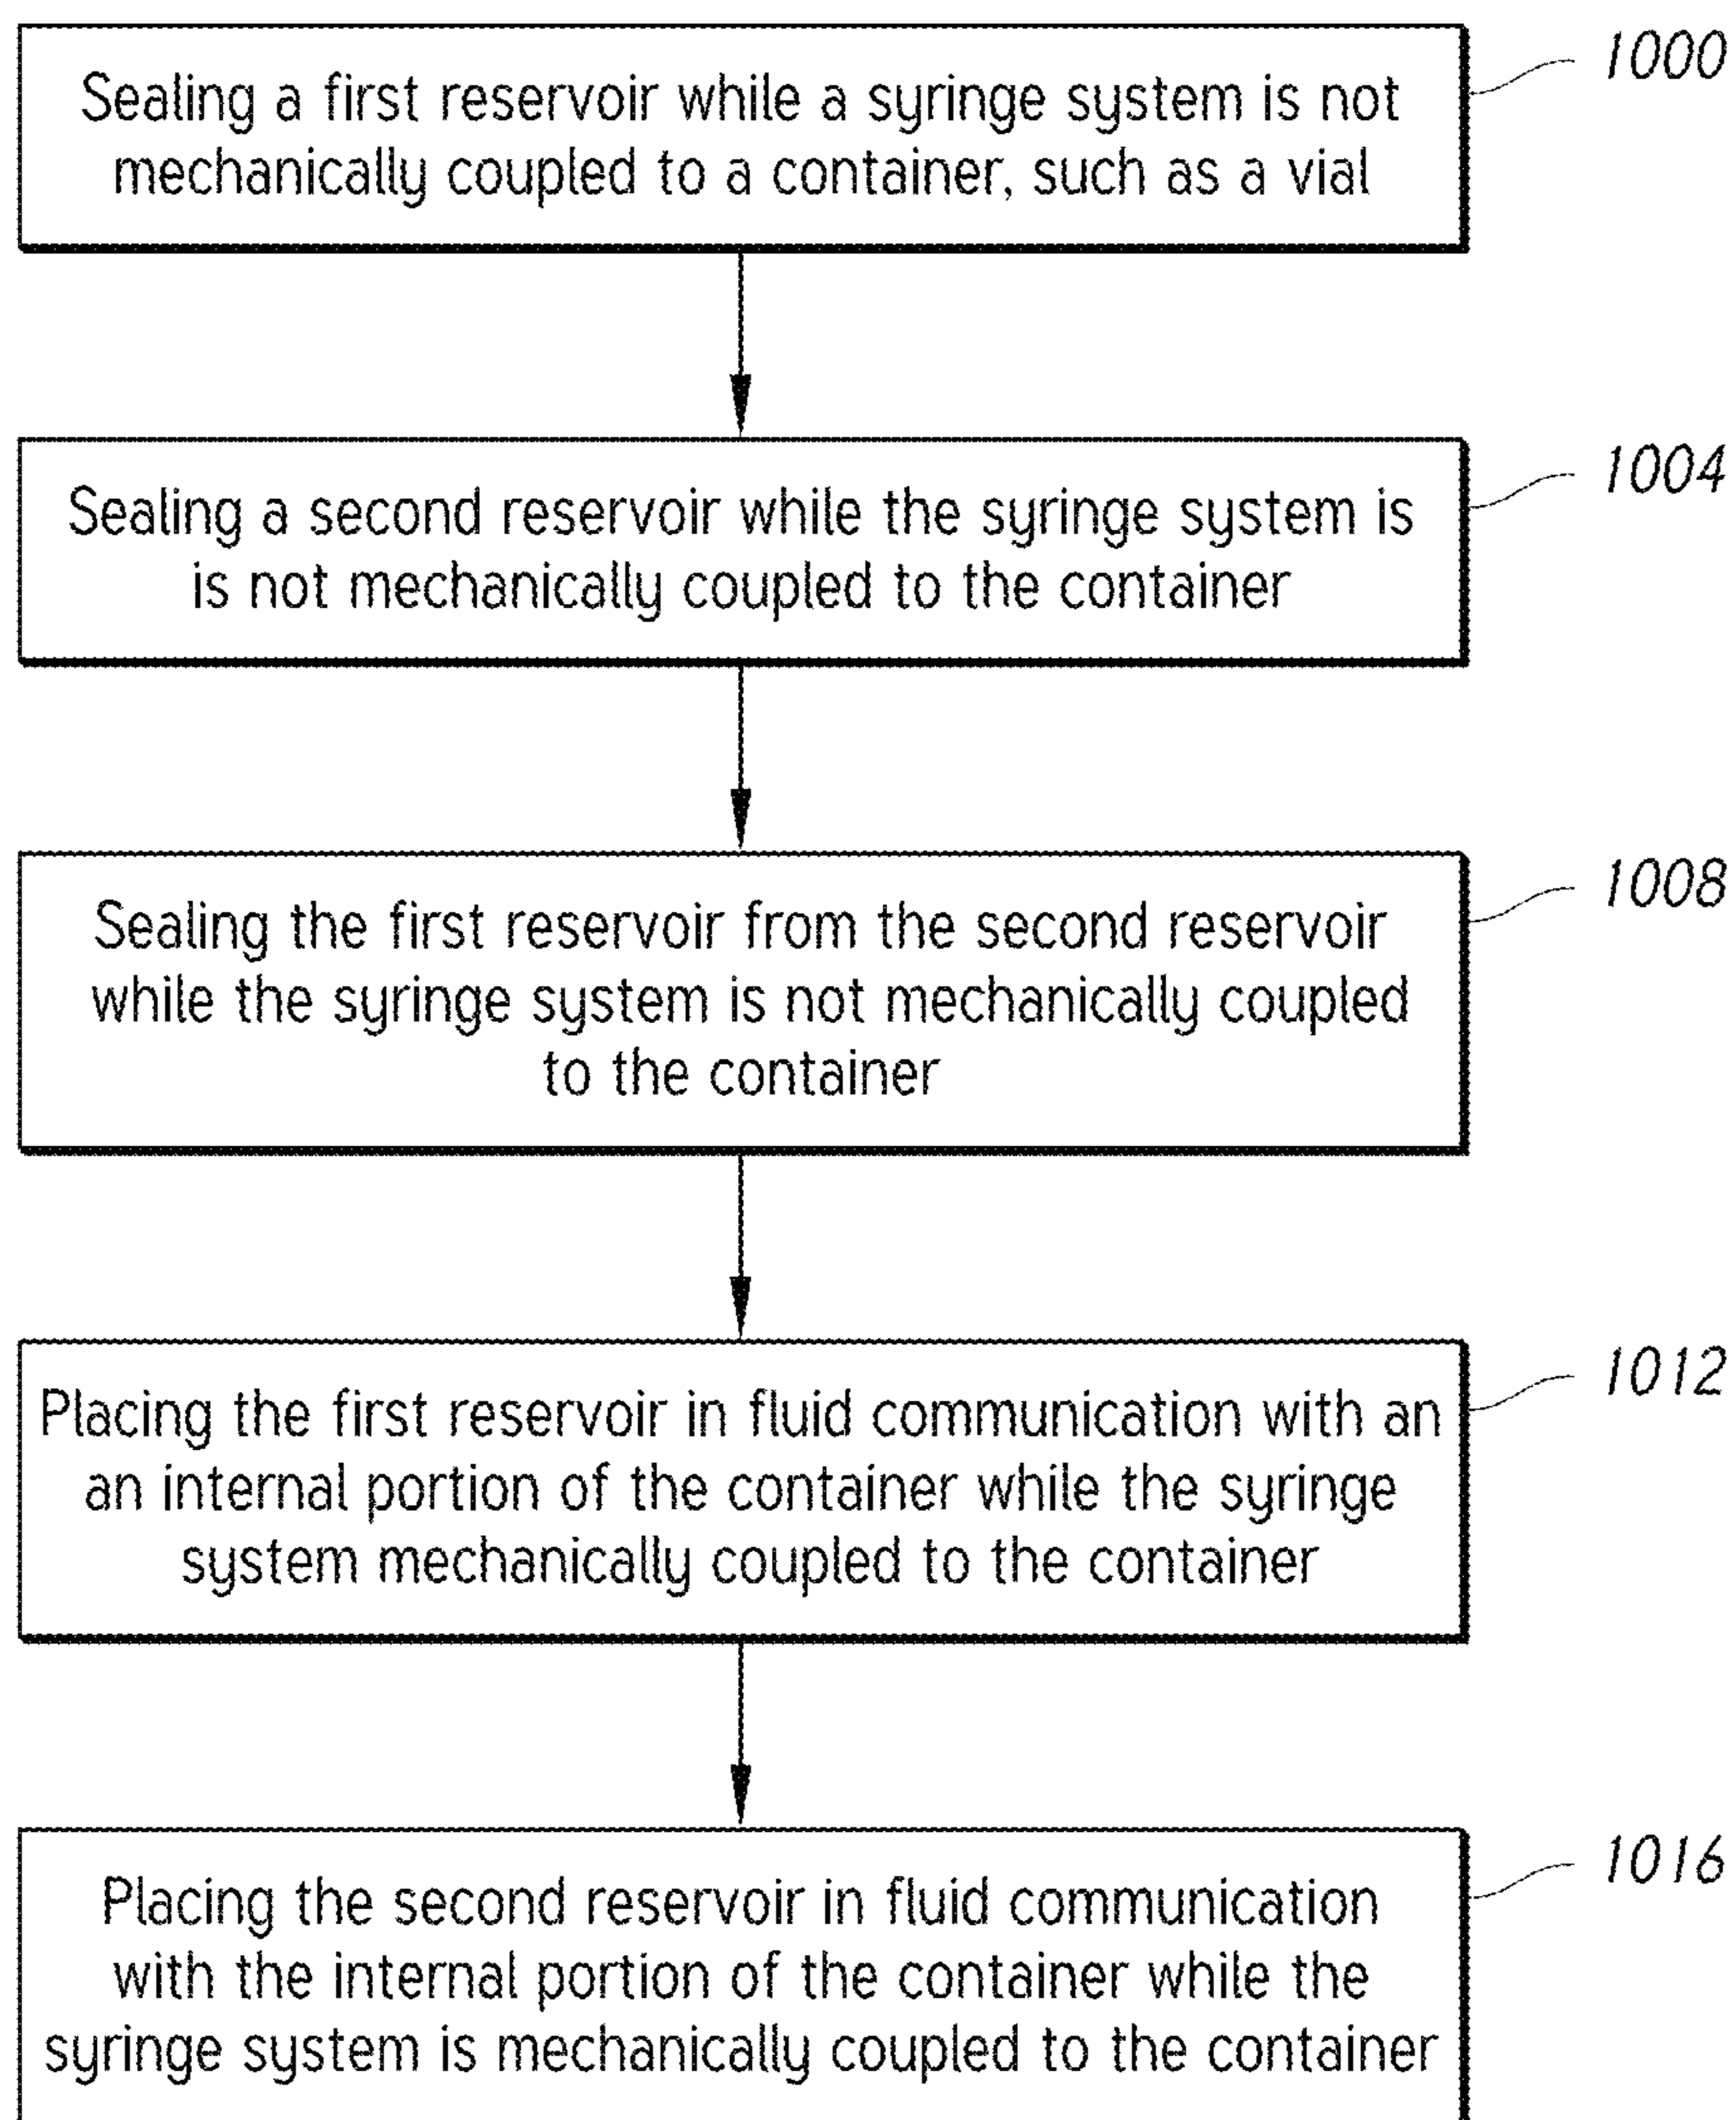 Sealing a first reservoir while a syringe system is not
mechanically coupled to a container, such as a vial
1000
Sealing a second reservoir while the syringe system is
is not mechanically coupled to the container
1004
Sealing the first reservoir from the second reservoir
while the syringe system is not mechanically coupled
to the container
1008
Placing the first reservoir in fluid communication with an
an internal portion of the container while the syringe
system mechanically coupled to the container
1012
Placing the second reservoir in fluid communication
with the internal portion of the container while the
syringe system is mechanically coupled to the container
1016